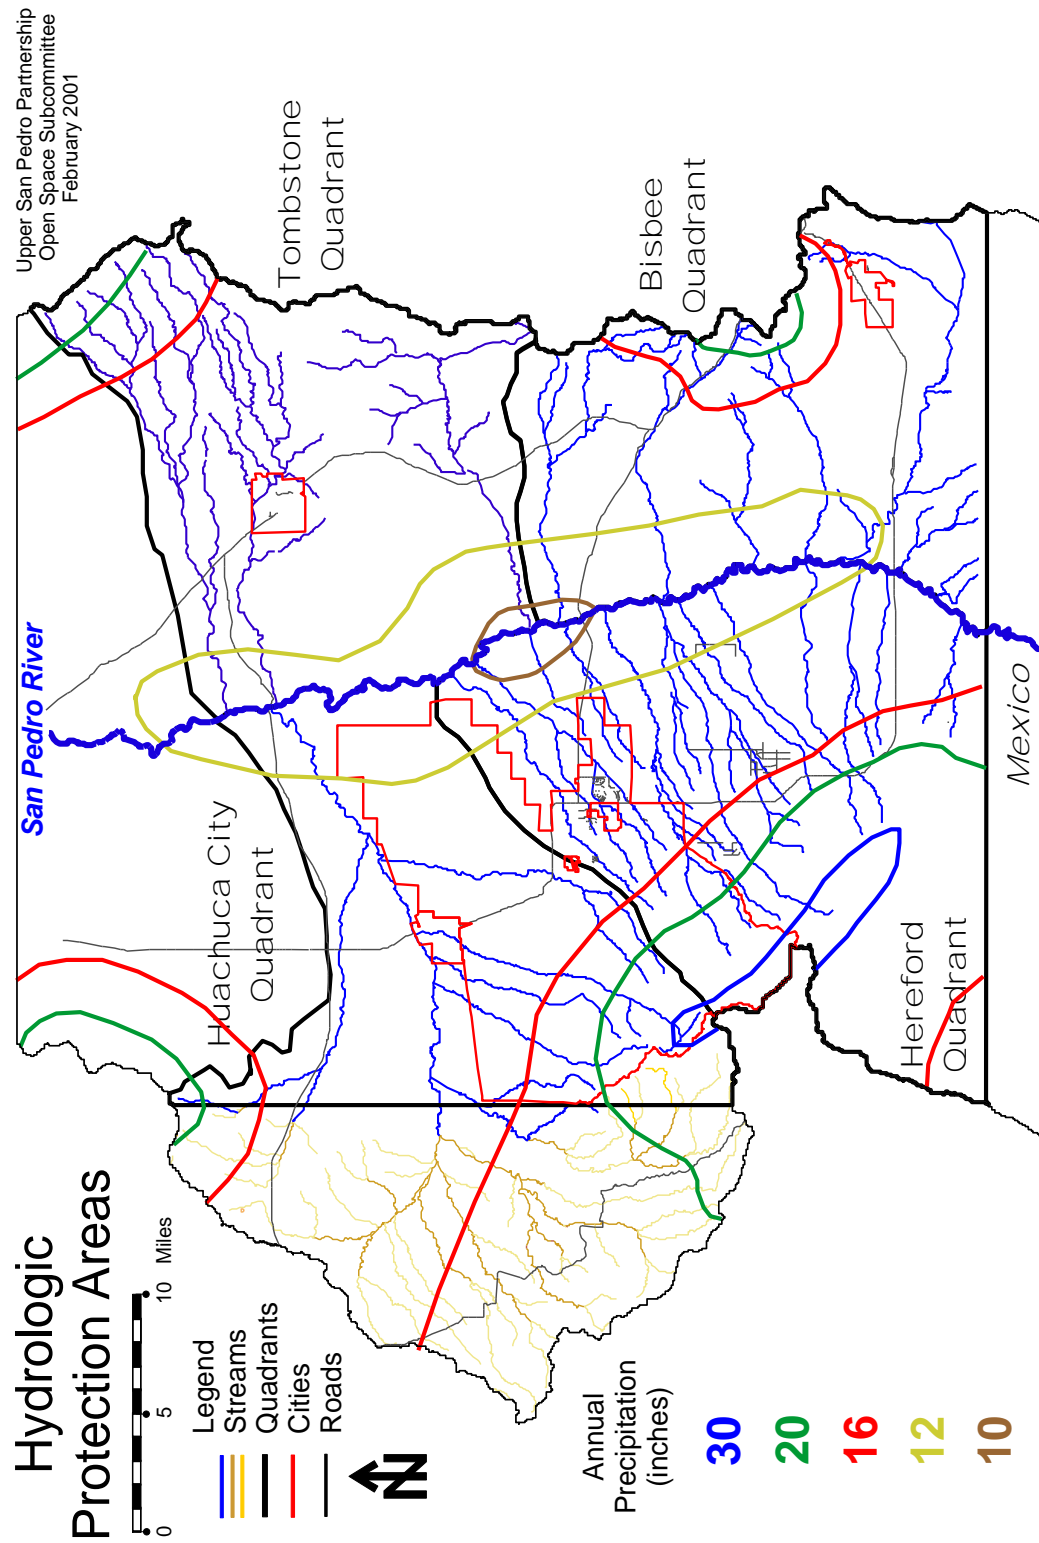 Hydrologic
Protection Areas
0 5 10 Miles
Legend
Streams
Quadrants
Cities
Roads
N
Annual
Precipitation
(inches)
30
20
16
12
10
San Pedro River
Huachuca City
Quadrant
Tombstone
Quadrant
Bisbee
Quadrant
Hereford
Quadrant
Mexico
Upper San Pedro Partnership
Open Space Subcommittee
February 2001